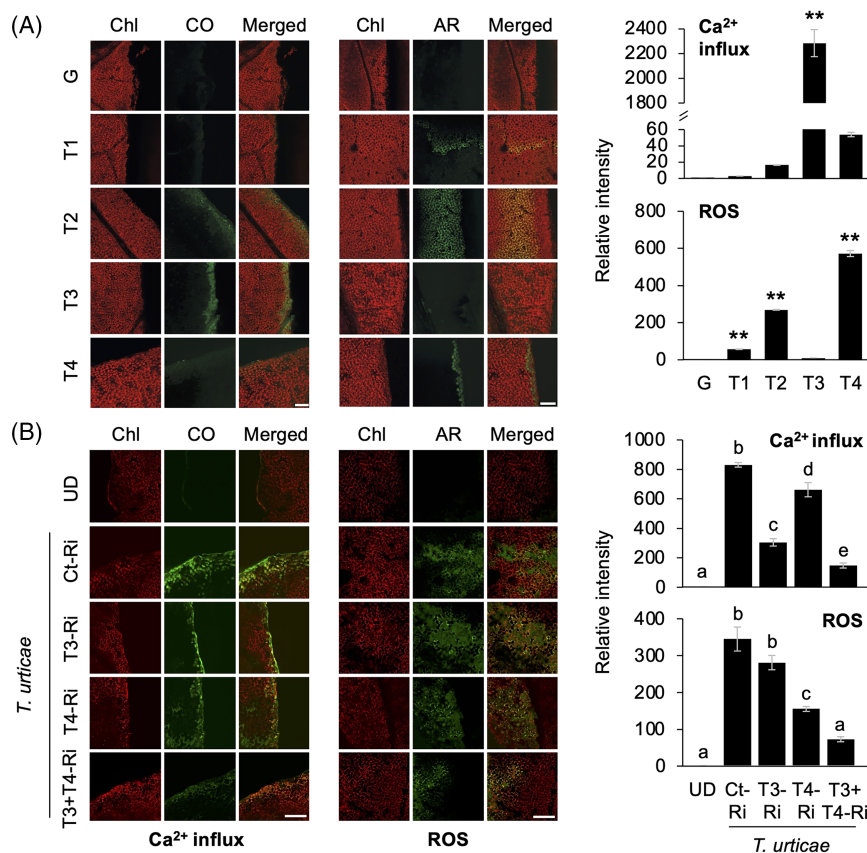 (A)
Chl CO Merged
Chl AR Merged
G
T1
T2
T3
T4
Relative intensity
Ca²⁺
influx
2400
2200
2000
1800
60
40
20
0
**
ROS
800
600
400
200
0
** ** **
G T1 T2 T3 T4
(B)
Chl CO Merged
Chl AR Merged
UD
Ct-Ri
T3-Ri
T4-Ri
T3+T4-Ri
T. urticae
Ca²⁺ influx
ROS
Relative intensity
Ca²⁺ influx
1000
800
600
400
200
0
a b c d e
ROS
400
300
200
100
0
a b b c a
UD Ct- T3- T4- T3+
Ri Ri Ri T4-Ri
T. urticae